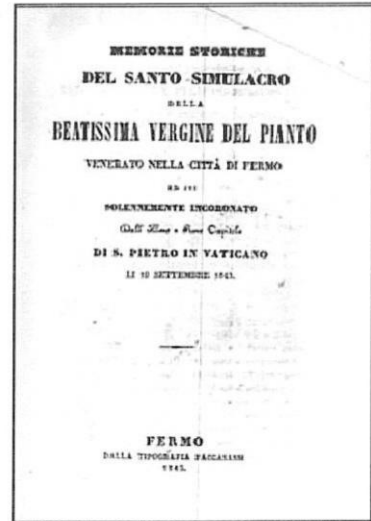 MEMORIE STORICHE
DEL SANTO SIMULACRO
DELLA
BEATISSIMA VERGINE DEL PIANTO
VENERATO NELLA CITTÀ DI FERMO
ED IVI
SOLENNEMENTE INCORONATO
DI S. PIETRO IN VATICANO
SETTEMBRE
FERMO
DALLA TIPOGRAFIA PACCASASSI